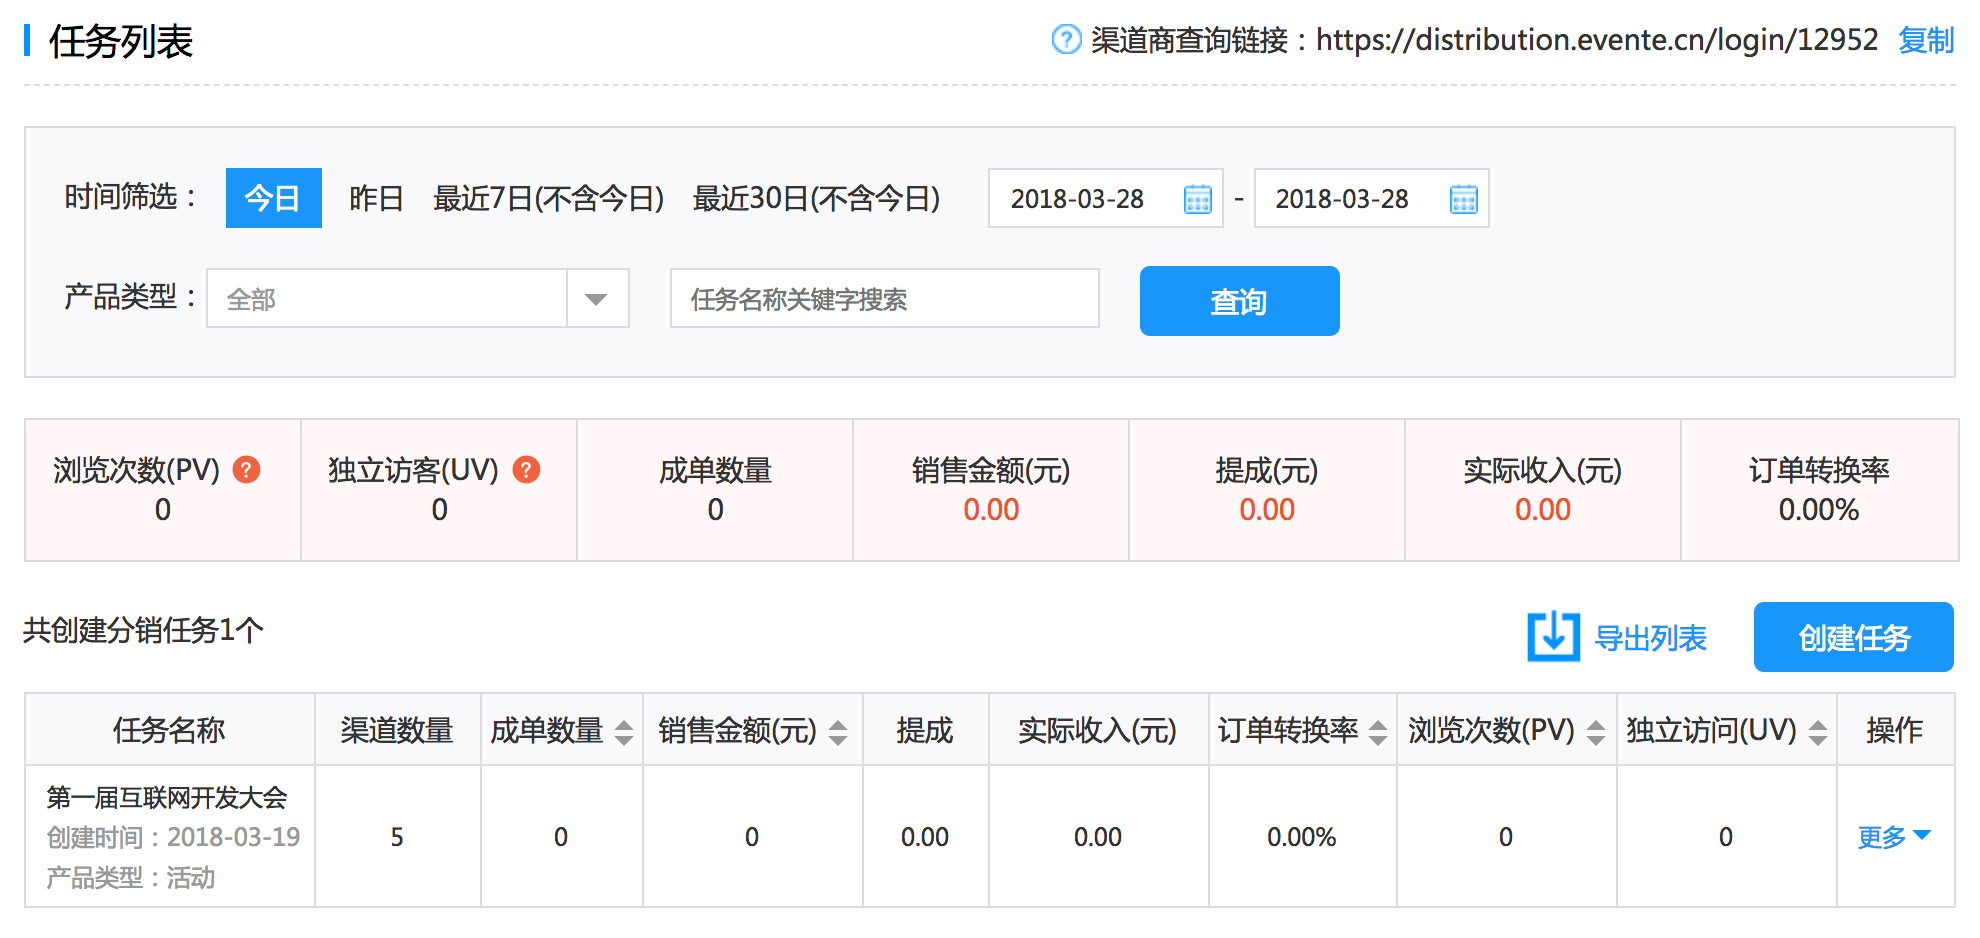 任务列表
渠道商查询链接：https://distribution.evente.cn/login/12952 复制
时间筛选： 今日 昨日 最近7日(不含今日) 最近30日(不含今日) 2018-03-28 - 2018-03-28
产品类型： 全部 任务名称关键字搜索 查询
浏览次数(PV) 独立访客(UV) 成单数量 销售金额(元) 提成(元) 实际收入(元) 订单转换率
0 0 0 0.00 0.00 0.00 0.00%
共创建分销任务1个 导出列表 创建任务
任务名称 渠道数量 成单数量 销售金额(元) 提成 实际收入(元) 订单转换率 浏览次数(PV) 独立访问(UV) 操作
第一届互联网开发大会
创建时间：2018-03-19 5 0 0 0.00 0.00 0.00% 0 0 更多
产品类型：活动